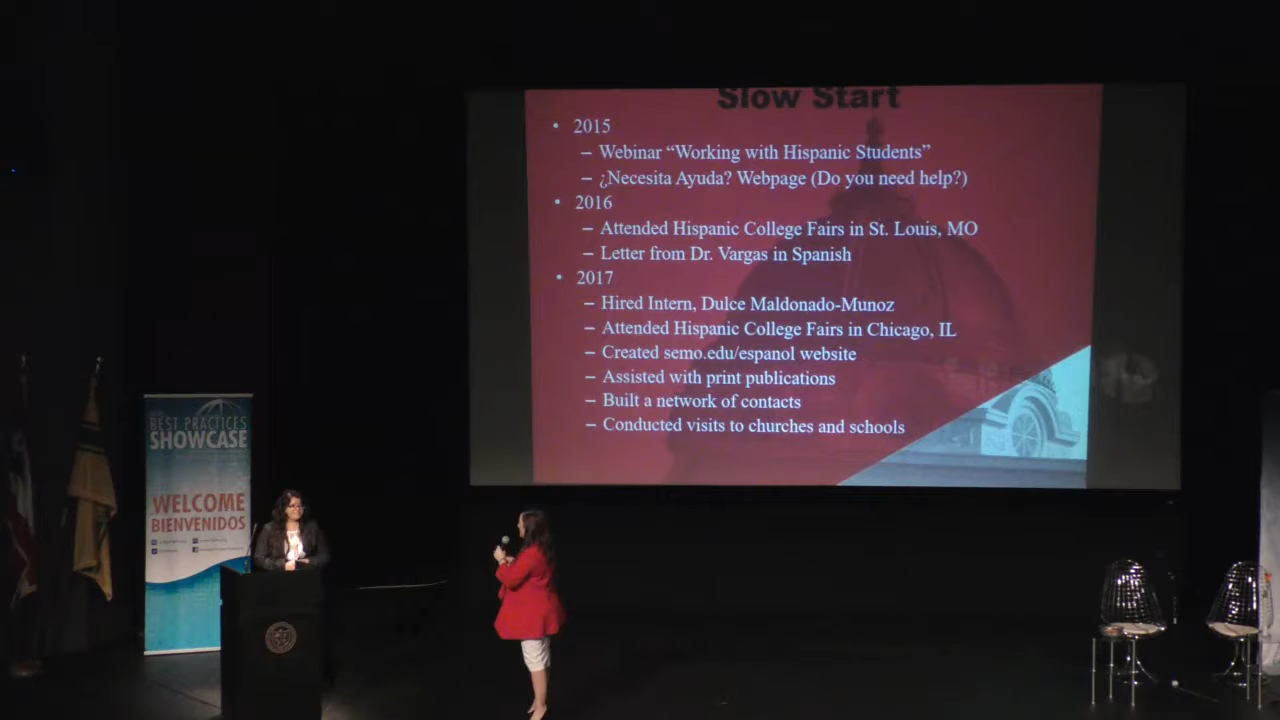 Slow Start
• 2015
– Webinar “Working with Hispanic Students”
– ¿Necesita Ayuda? Webpage (Do you need help?)
• 2016
– Attended Hispanic College Fairs in St. Louis, MO
– Letter from Dr. Vargas in Spanish
• 2017
– Hired Intern, Dulce Maldonado-Munoz
– Attended Hispanic College Fairs in Chicago, IL
– Created semo.edu/espanol website
– Assisted with print publications
– Built a network of contacts
– Conducted visits to churches and schools
BEST PRACTICES
SHOWCASE
WELCOME
BIENVENIDOS